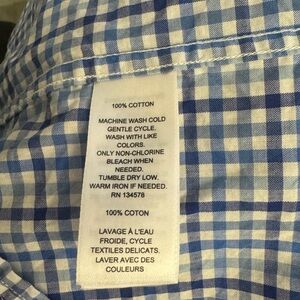 100% COTTON
MACHINE WASH COLD
GENTLE CYCLE.
WASH WITH LIKE
COLORS.
ONLY NON-CHLORINE
BLEACH WHEN
NEEDED.
TUMBLE DRY LOW.
WARM IRON IF NEEDED.
RN 134578
100% COTON
LAVAGE À L'EAU
FROIDE, CYCLE
TEXTILES DELICATS.
LAVER AVEC DES
COULEURS